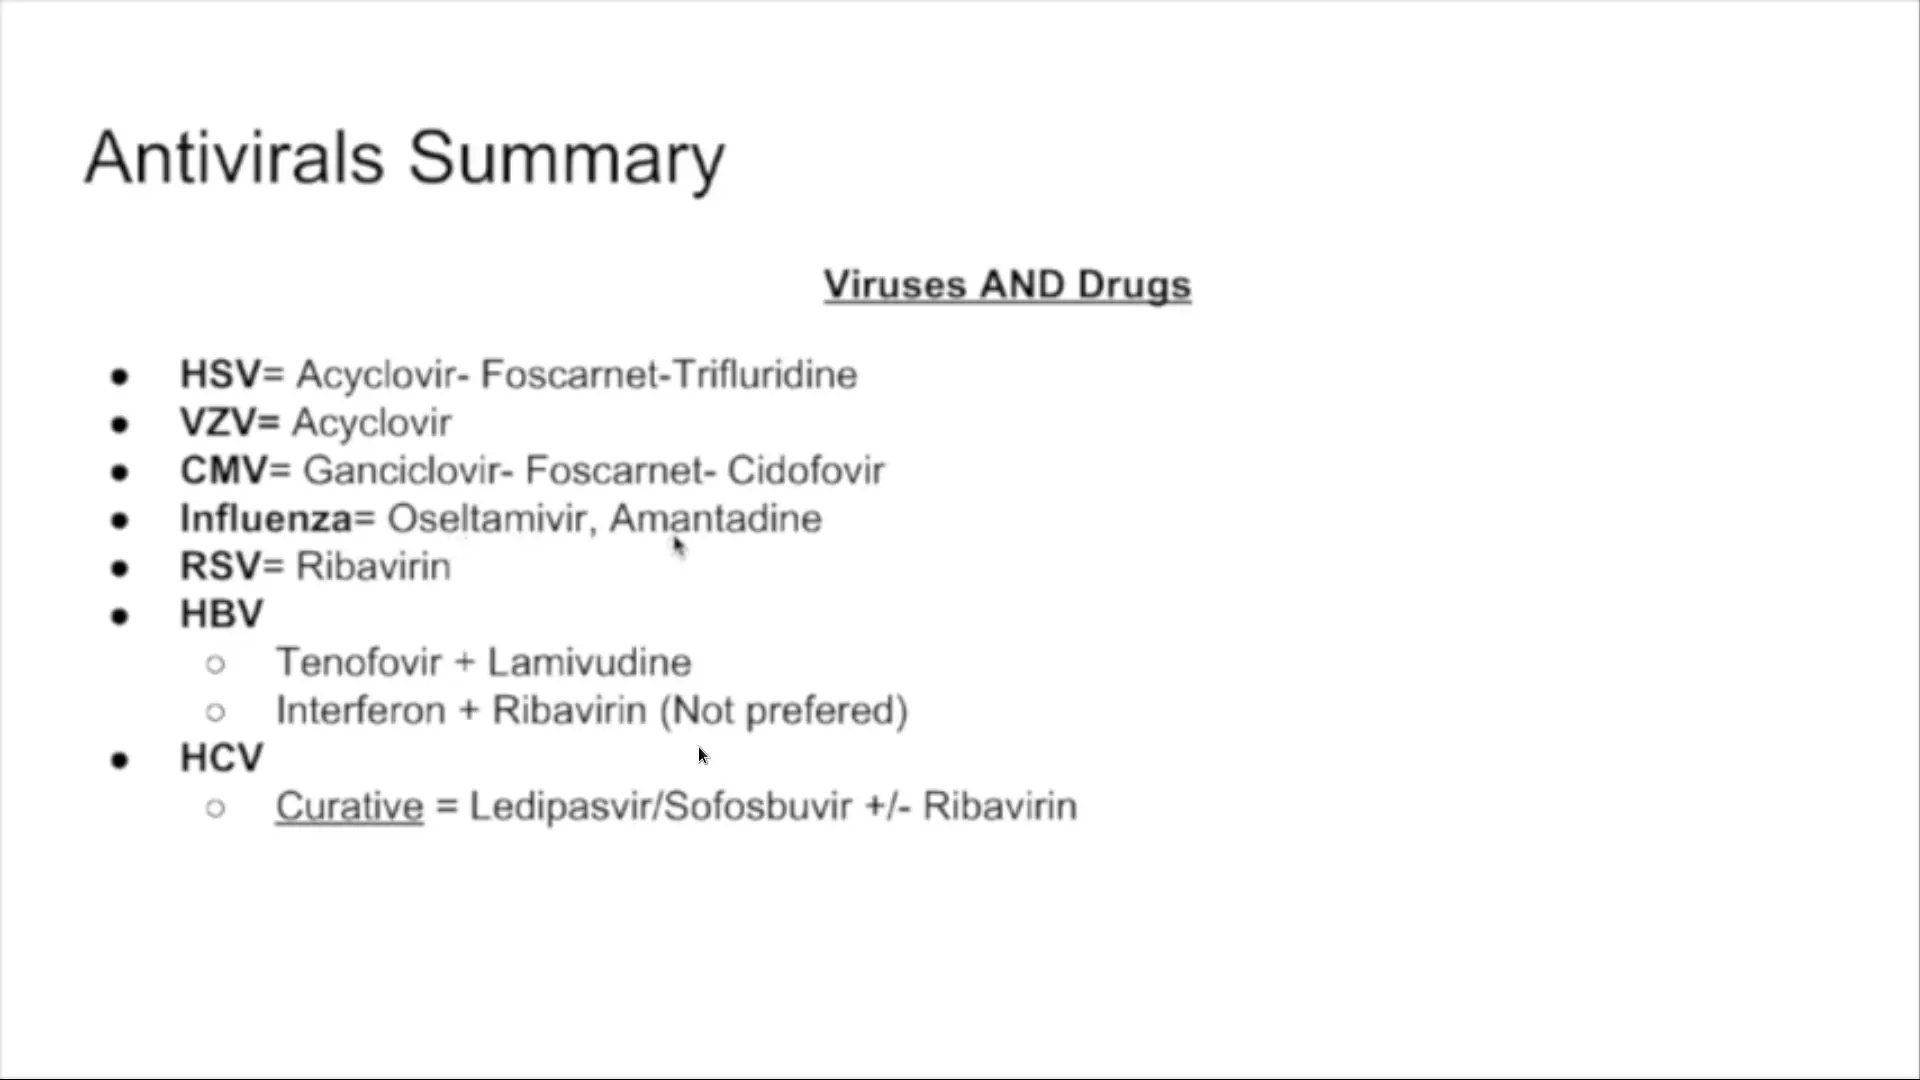 Antivirals Summary
Viruses AND Drugs
● HSV= Acyclovir- Foscarnet-Trifluridine
● VZV= Acyclovir
● CMV= Ganciclovir- Foscarnet- Cidofovir
● Influenza= Oseltamivir, Amantadine
● RSV= Ribavirin
● HBV
○ Tenofovir + Lamivudine
○ Interferon + Ribavirin (Not prefered)
● HCV
○ Curative = Ledipasvir/Sofosbuvir +/- Ribavirin